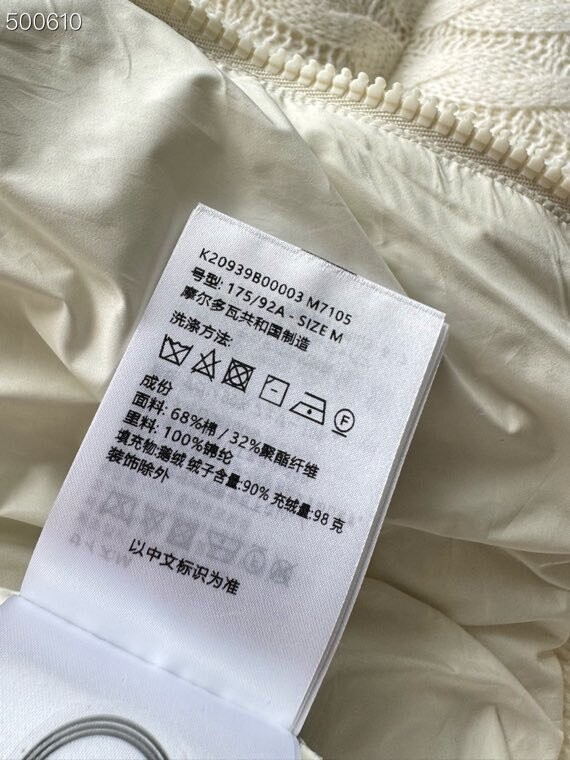 500610
K20939B00003 M7105
号型: 175/92A - SIZE M
摩尔多瓦共和国制造
洗涤方法:
F
成份
面料: 68%棉 / 32%聚酯纤维
里料: 100%锦纶
填充物:鹅绒 绒子含量:90% 充绒量:98 克
装饰除外
以中文标识为准